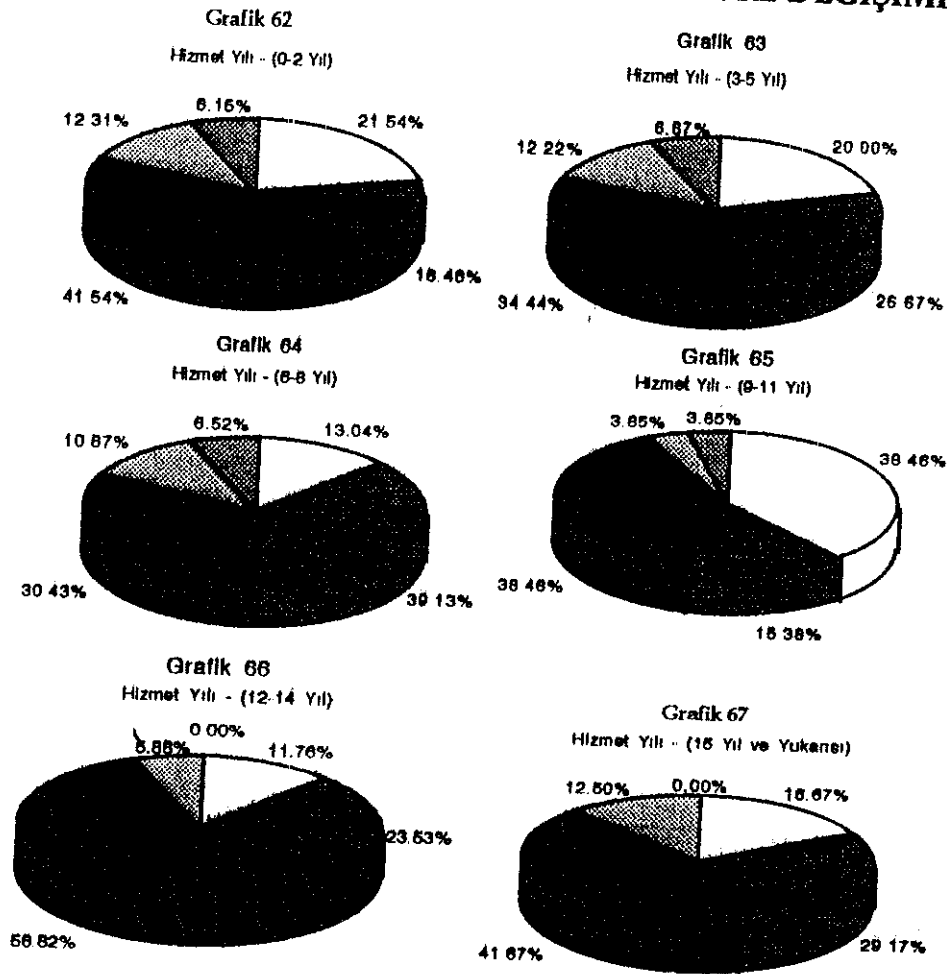 DEĞİŞİMİ
Grafik 62
Hizmet Yılı - (0-2 Yıl)
6.15%
12 31%
21 54%
18.46%
41 54%
Grafik 63
Hizmet Yılı - (3-5 Yıl)
6.67%
12 22%
20 00%
34 44%
26 67%
Grafik 64
Hizmet Yılı - (6-8 Yıl)
6.52%
13.04%
10 87%
30 43%
39 13%
Grafik 65
Hizmet Yılı - (9-11 Yıl)
3.85%
3.85%
38 46%
38 46%
15 38%
Grafik 66
Hizmet Yılı - (12-14 Yıl)
0.00%
5.88%
11.76%
23.53%
58.82%
Grafik 67
Hizmet Yılı - (15 Yıl ve Yukarısı)
12.50%
0,00%
16.67%
41 67%
29 17%